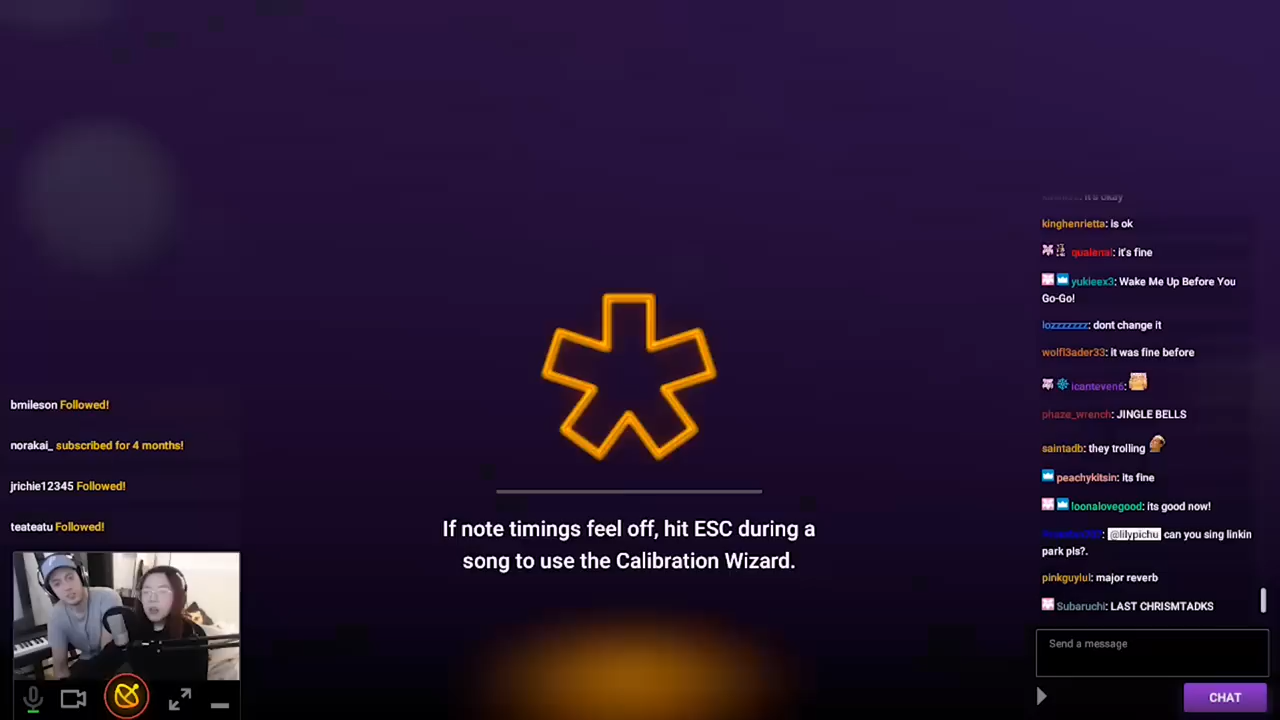 bmileson Followed!
norakai_ subscribed for 4 months!
jrichie12345 Followed!
teateatu Followed!
If note timings feel off, hit ESC during a
song to use the Calibration Wizard.
it's okay
kinghenrietta: is ok
it's fine
yukieex3: Wake Me Up Before You
Go-Go!
lozzzzzzz: dont change it
wolfl3ader33: it was fine before
icanteven6:
phaze_wrench: JINGLE BELLS
saintadb: they trolling
peachykitsin: its fine
loonalovegood: its good now!
: @lilypichu can you sing linkin
park pls?.
pinkguylul: major reverb
Subaruchi: LAST CHRISMTADKS
Send a message
CHAT